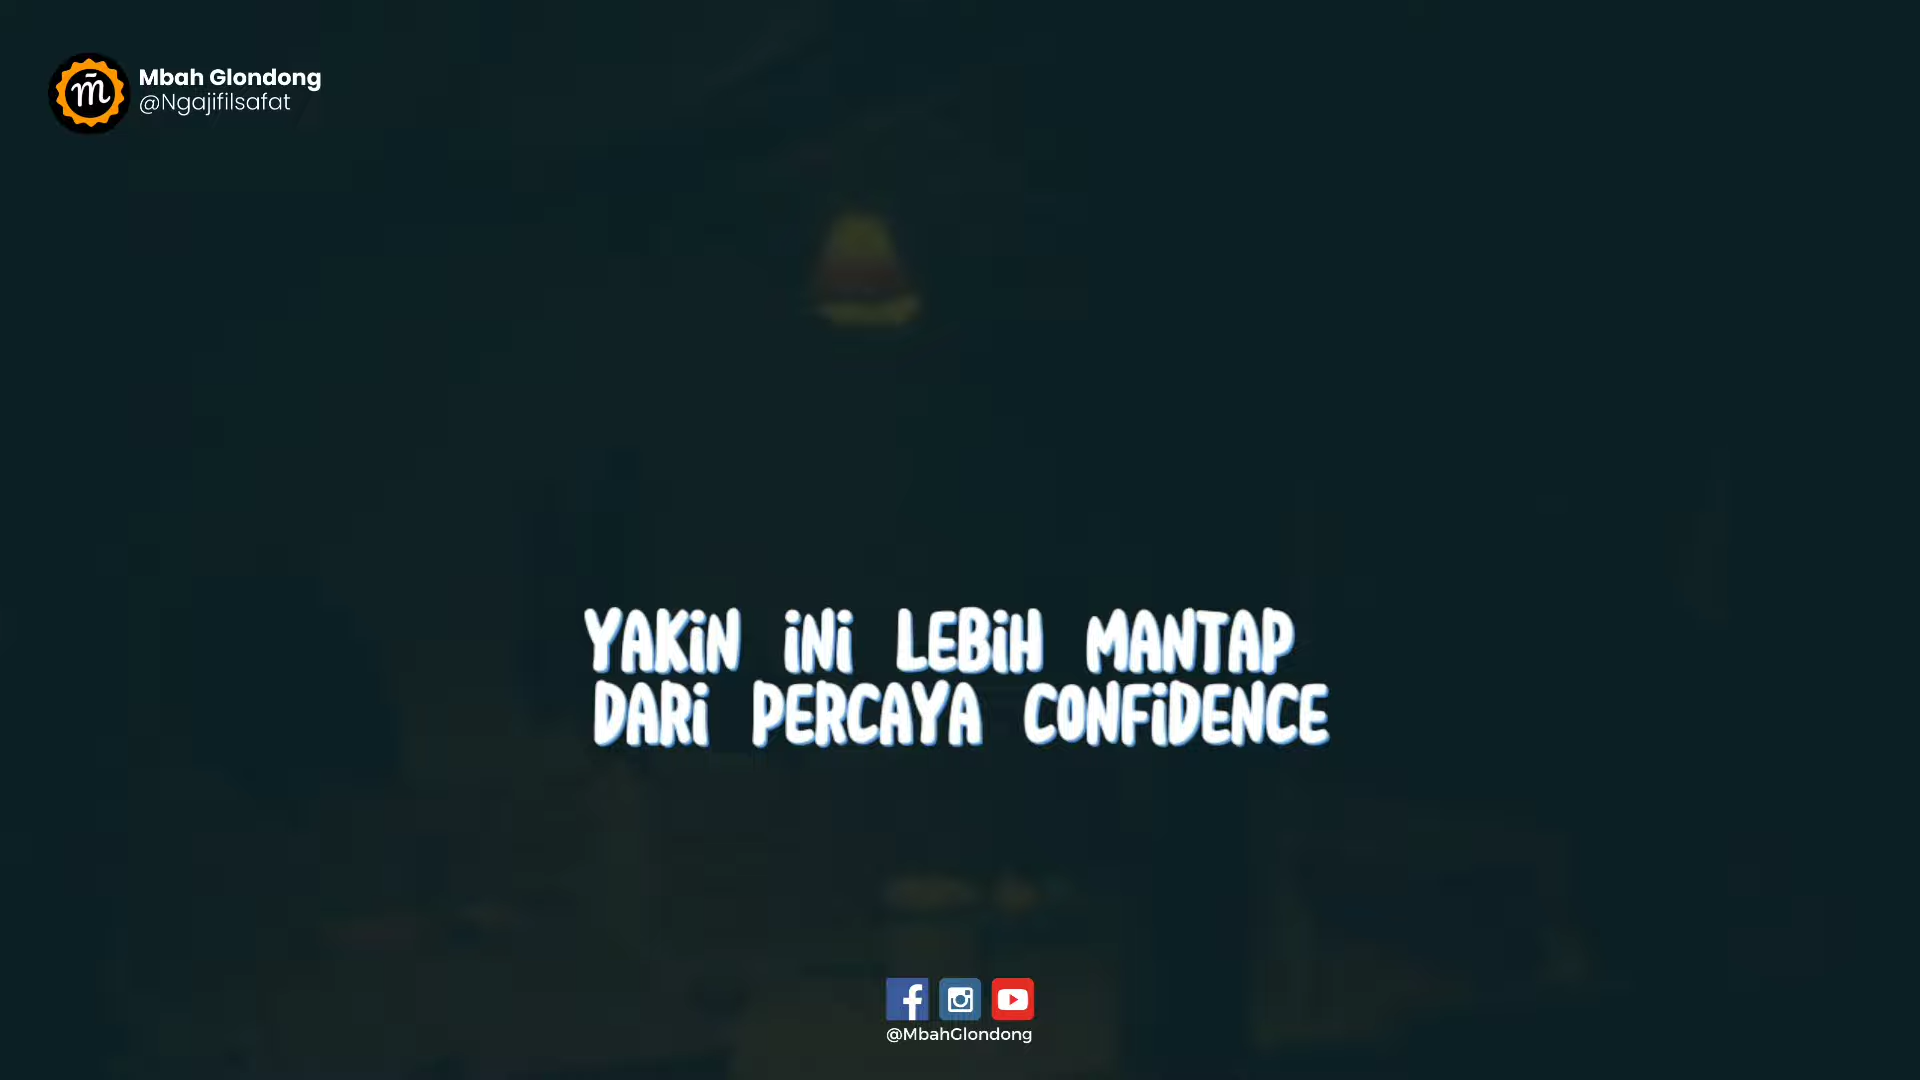 Mbah Glondong
@Ngajifilsafat
YAKiN iNi LEBiH MANTAP
DARi PERCAYA CONFiDENCE
@MbahGlondong